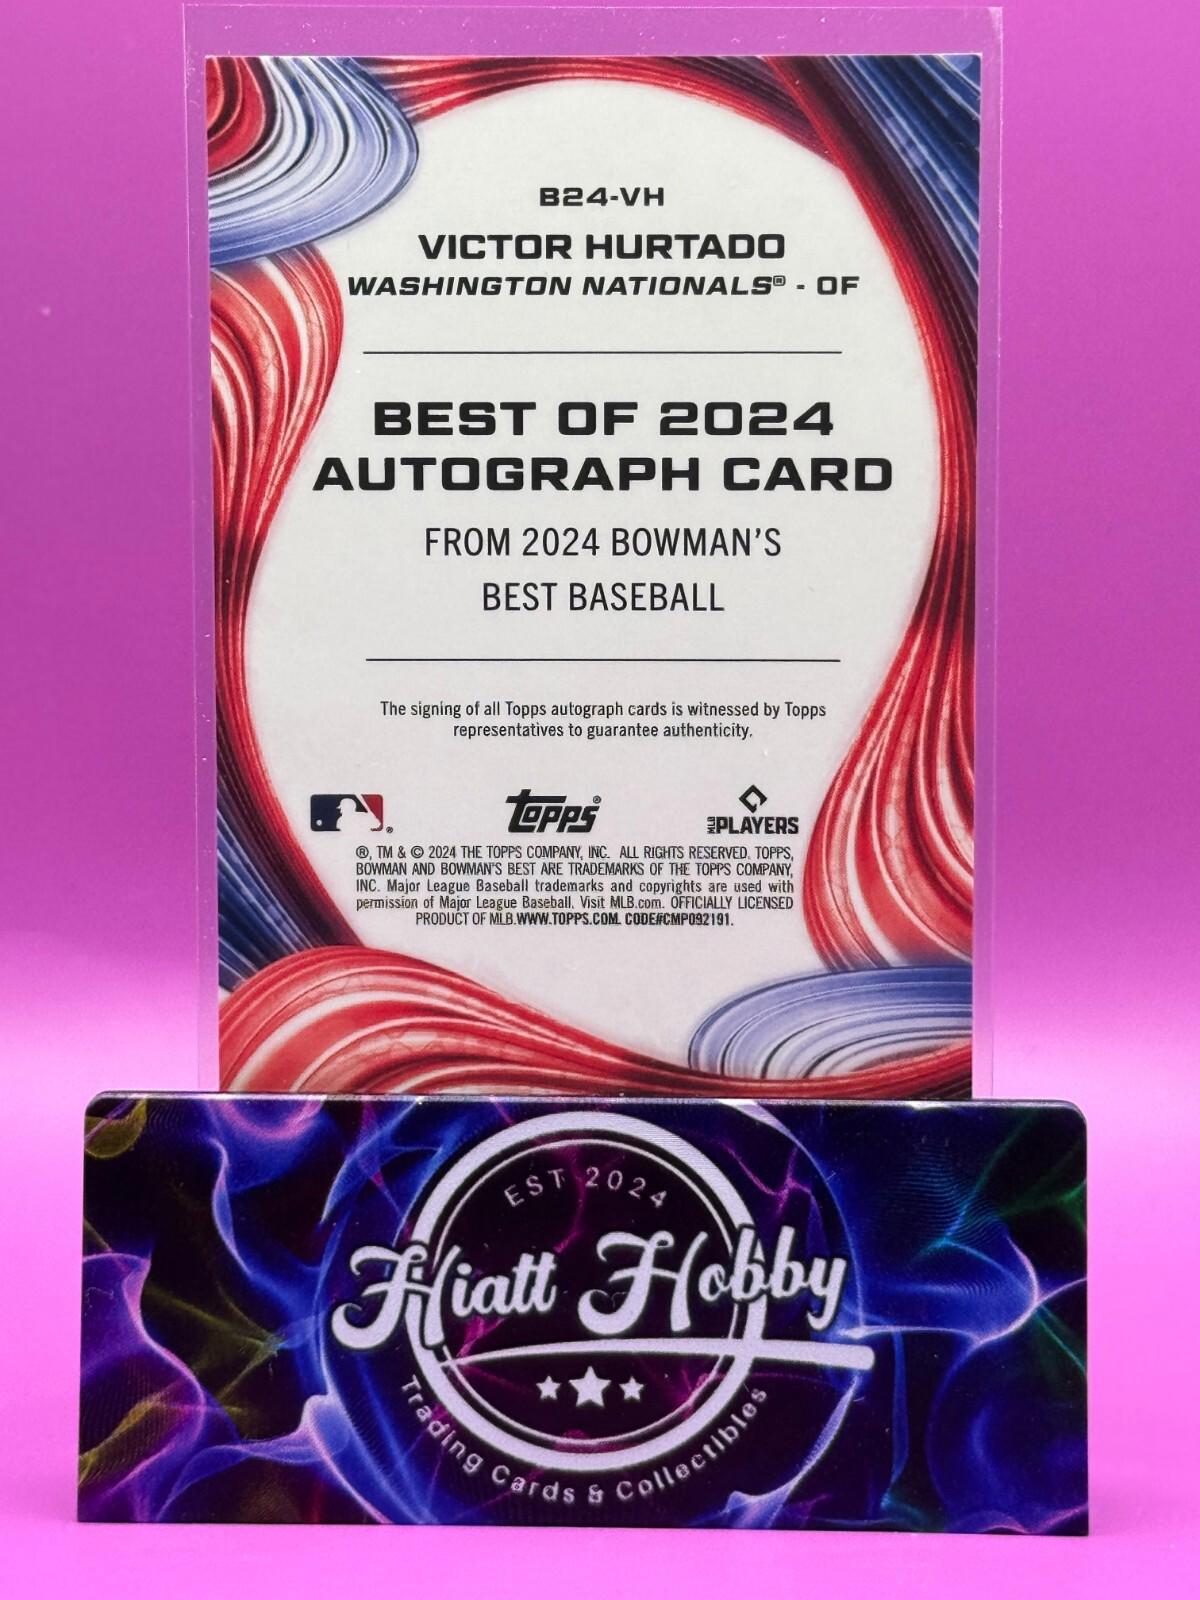 B24-VH
VICTOR HURTADO
WASHINGTON NATIONALS® - OF
BEST OF 2024
AUTOGRAPH CARD
FROM 2024 BOWMAN'S
BEST BASEBALL
The signing of all Topps autograph cards is witnessed by Topps
representatives to guarantee authenticity.
® topps® MLB PLAYERS
®, TM & © 2024 THE TOPPS COMPANY, INC. ALL RIGHTS RESERVED. TOPPS,
BOWMAN AND BOWMAN'S BEST ARE TRADEMARKS OF THE TOPPS COMPANY,
INC. Major League Baseball trademarks and copyrights are used with
permission of Major League Baseball. Visit MLB.com. OFFICIALLY LICENSED
PRODUCT OF MLB.WWW.TOPPS.COM. CODE#CMP092191.
EST 2024
Hiatt Hobby
Trading Cards & Collectibles